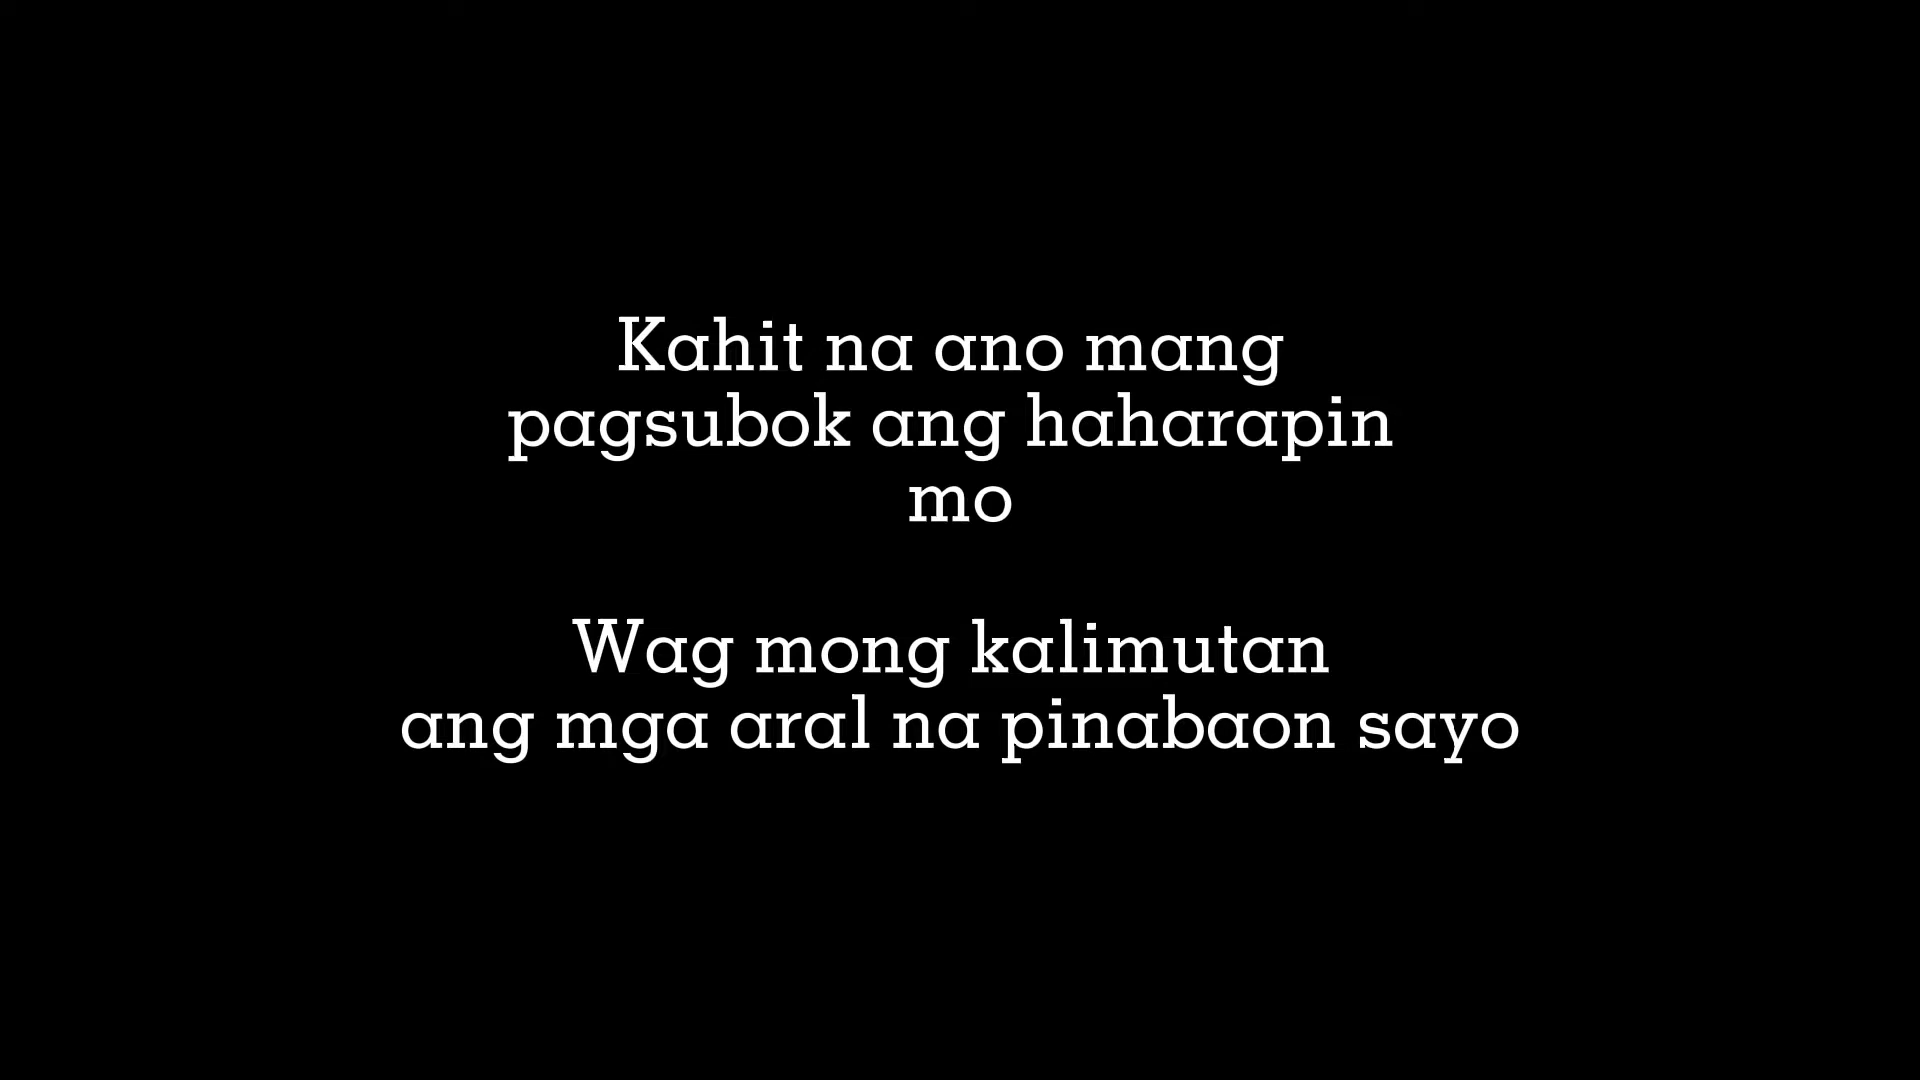 Kahit na ano mang
pagsubok ang haharapin
mo
Wag mong kalimutan
ang mga aral na pinabaon sayo